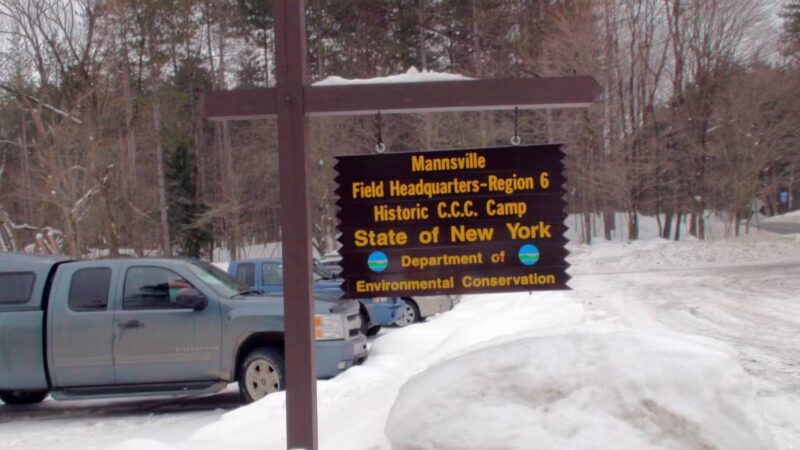 Mannsville
Field Headquarters-Region 6
Historic C.C.C. Camp
State of New York
Department of
Environmental Conservation